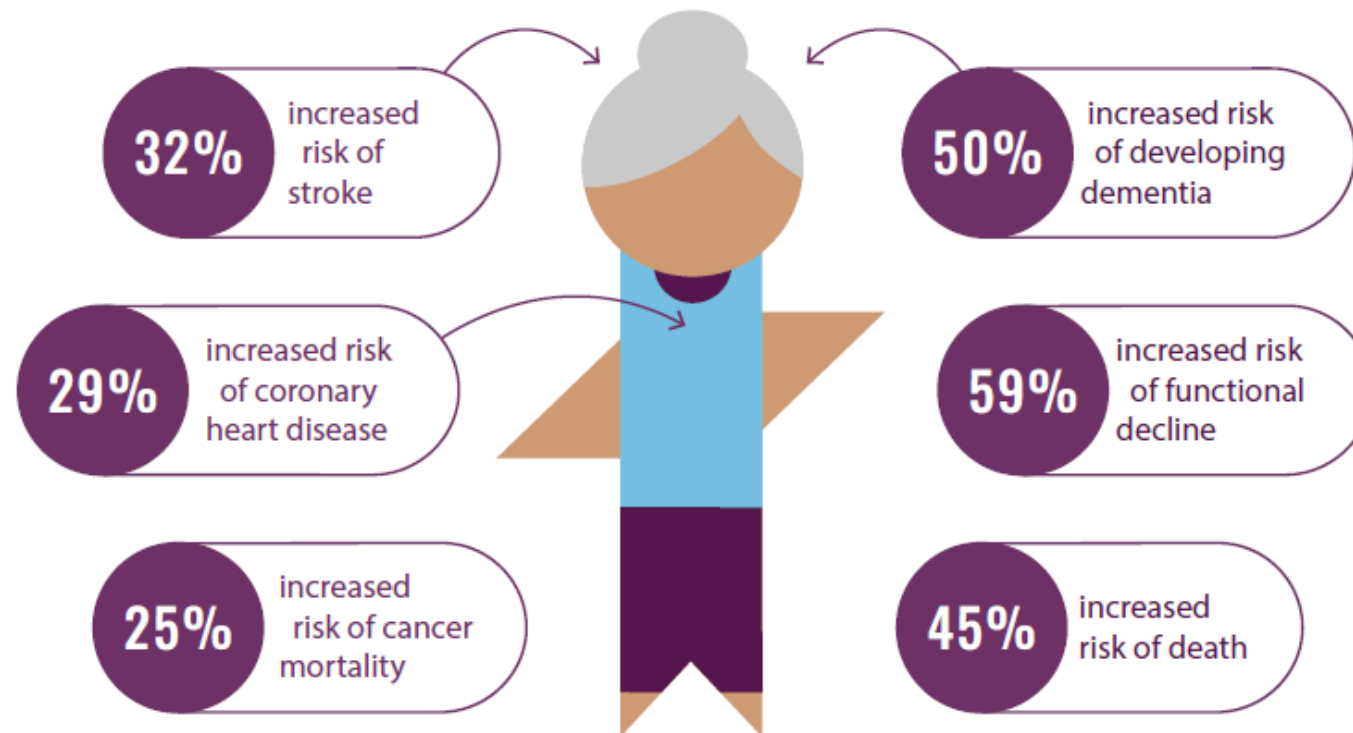 32%
increased
risk of
stroke
50%
increased risk
of developing
dementia
29%
increased risk
of coronary
heart disease
59%
increased risk
of functional
decline
25%
increased
risk of cancer
mortality
45%
increased
risk of death